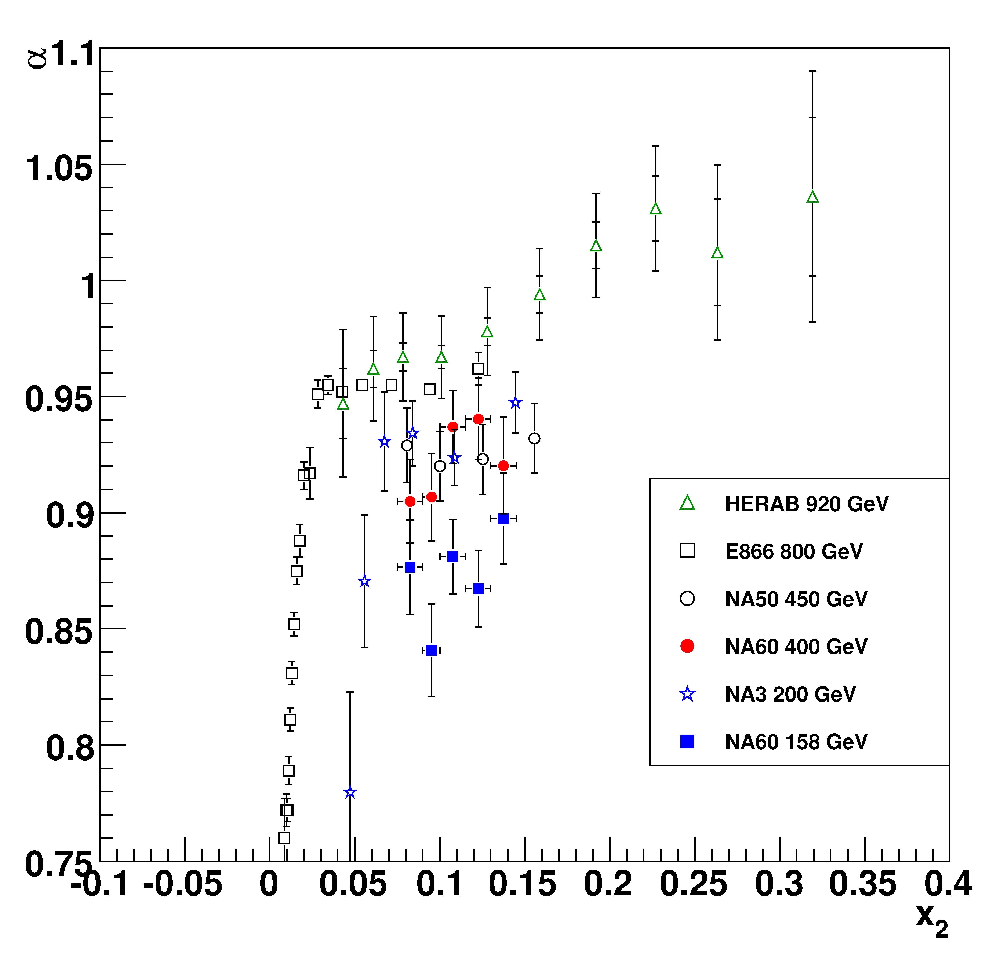 α
1.1
1.05
1
0.95
0.9
0.85
0.8
0.75
HERAB 920 GeV
E866 800 GeV
NA50 450 GeV
NA60 400 GeV
NA3 200 GeV
NA60 158 GeV
-0.1 -0.05 0 0.05 0.1 0.15 0.2 0.25 0.3 0.35 0.4
x₂